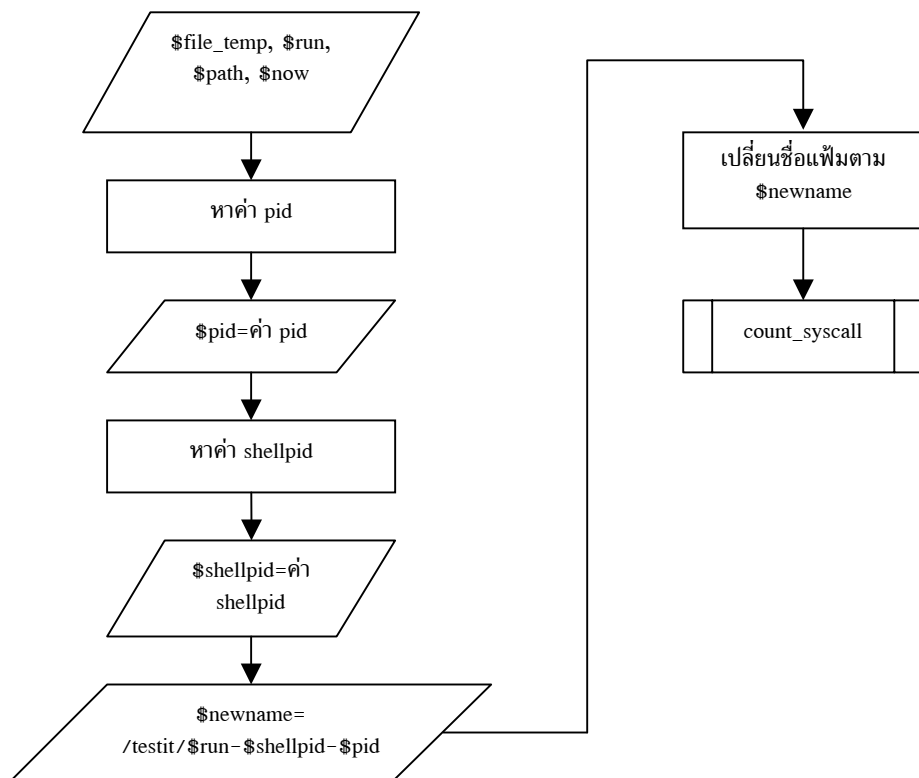 $file_temp, $run,
$path, $now
หาค่า pid
$pid=ค่า pid
หาค่า shellpid
$shellpid=ค่า
shellpid
$newname=
/testit/$run-$shellpid-$pid
เปลี่ยนชื่อแฟ้มตาม
$newname
count_syscall